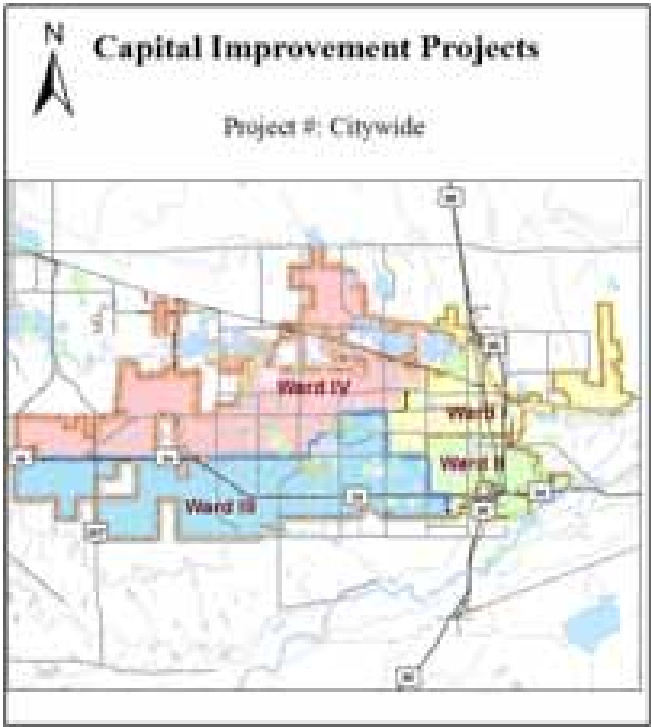 N
Capital Improvement Projects
Project #: Citywide
Ward IV
Ward I
Ward II
Ward III